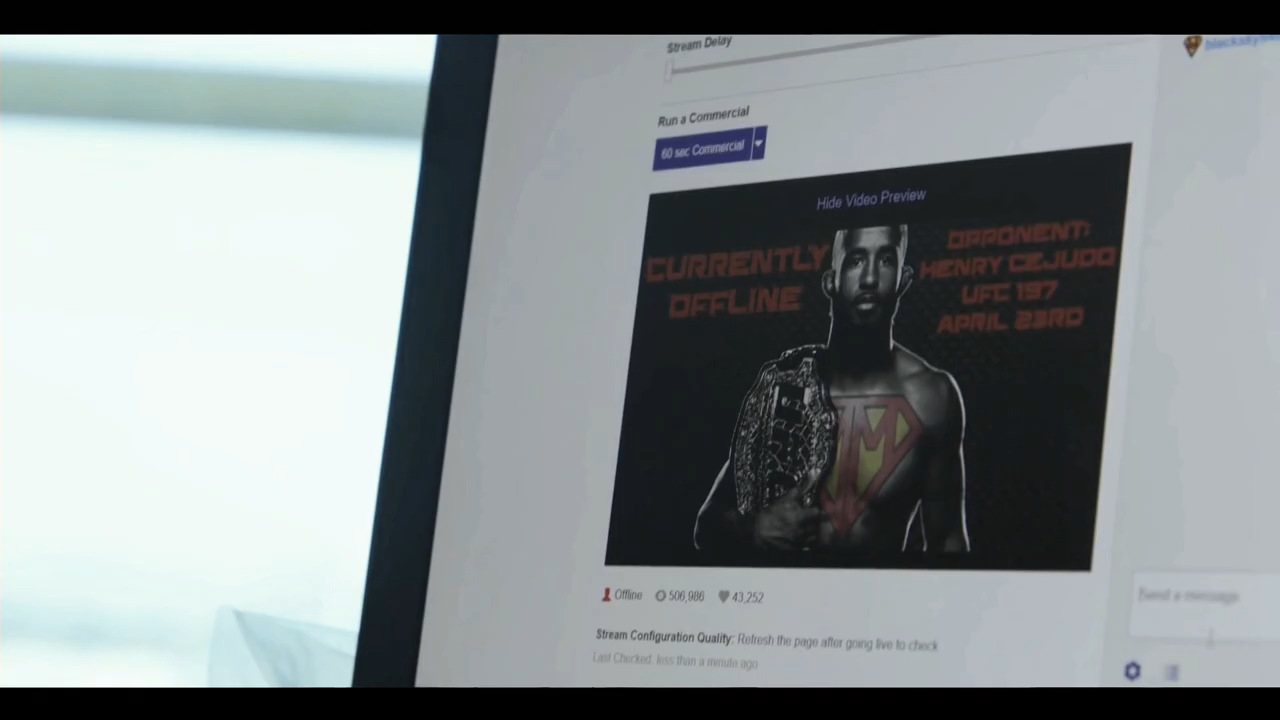 Stream Delay
Run a Commercial
60 sec Commercial
Hide Video Preview
CURRENTLY
OFFLINE
OPPONENT:
HENRY CEJUDO
UFC 197
APRIL 23RD
Offline 506,986 43,252
Stream Configuration Quality: Refresh the page after going live to check
Last Checked: less than a minute ago
Send a message